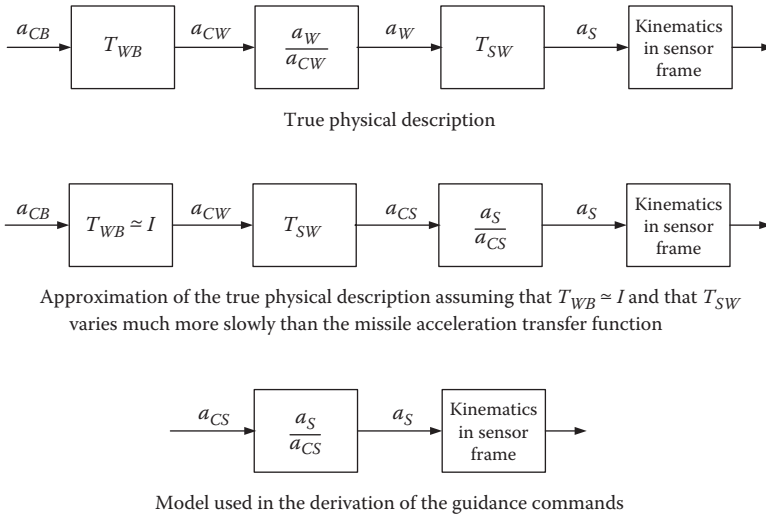 a_CB
T_WB
a_CW
a_W
a_CW
a_W
T_SW
a_S
Kinematics
in sensor
frame
True physical description
a_CB
T_WB ≃ I
a_CW
T_SW
a_CS
a_S
a_CS
a_S
Kinematics
in sensor
frame
Approximation of the true physical description assuming that T_WB ≃ I and that T_SW
varies much more slowly than the missile acceleration transfer function
a_CS
a_S
a_CS
a_S
Kinematics
in sensor
frame
Model used in the derivation of the guidance commands